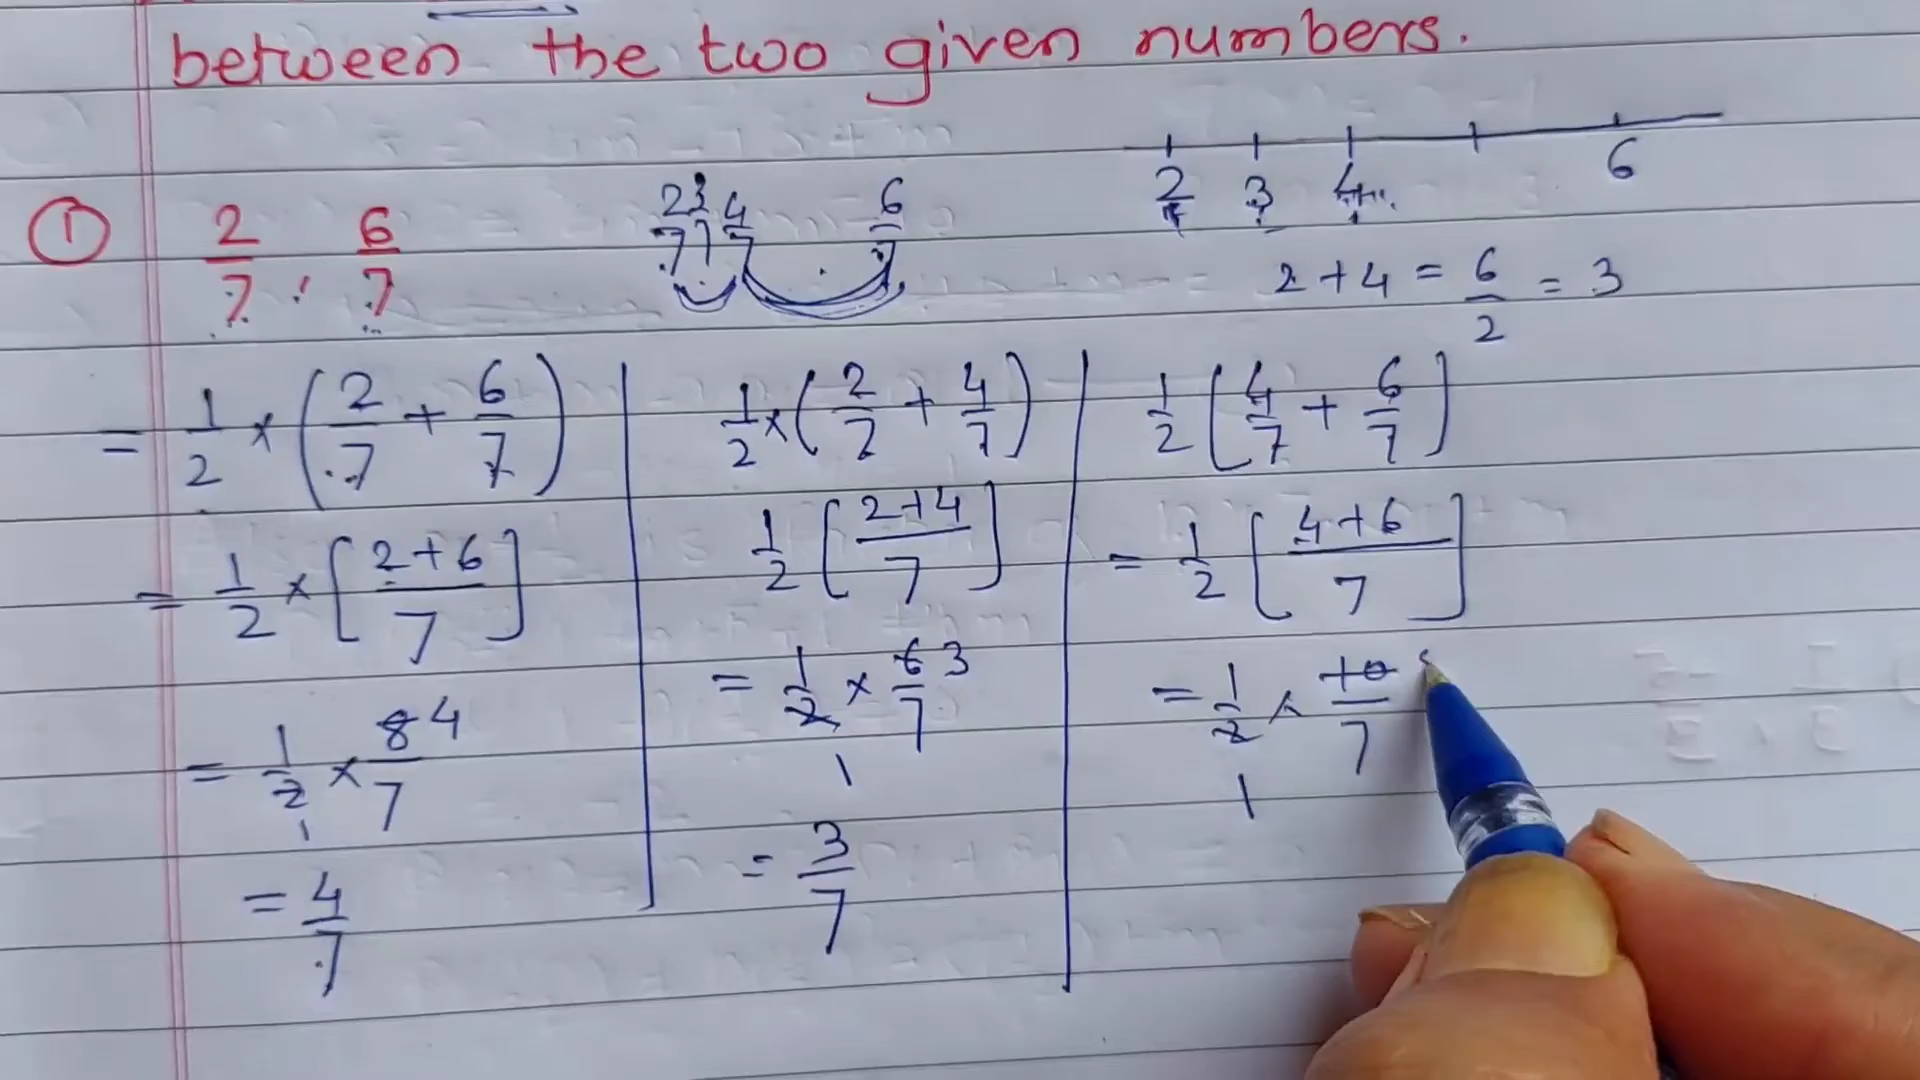 between the two given numbers.
① 2/7 , 6/7
2/7 3/7 4/7 6/7
2 3 4 6
2 + 4 = 6/2 = 3
= 1/2 × (2/7 + 6/7)
= 1/2 × [2+6/7]
= 1/2 × 8/7 4
1
= 4/7
1/2 × (2/7 + 4/7)
1/2 [2+4/7]
= 1/2 × 6/7 3
1
= 3/7
1/2 [4/7 + 6/7]
= 1/2 [4+6/7]
= 1/2 × 10/7
1